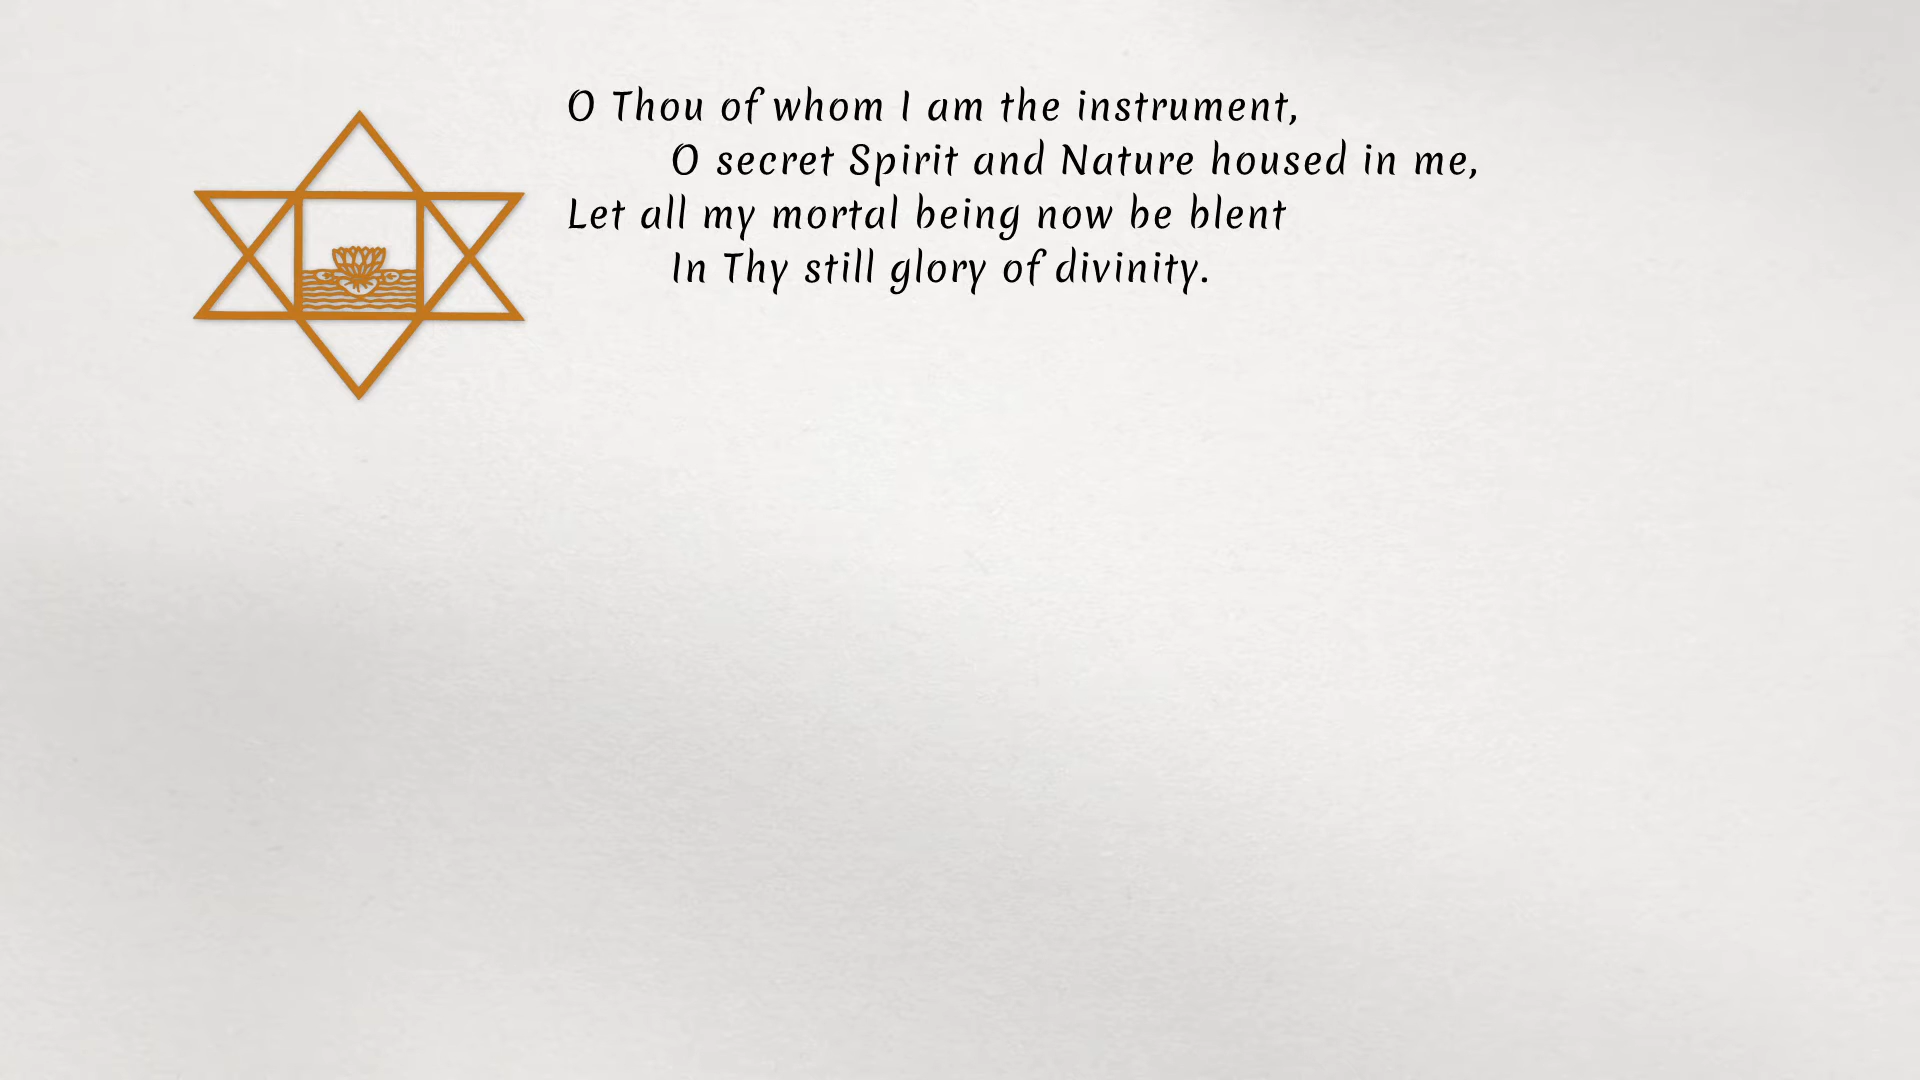 O Thou of whom I am the instrument,
O secret Spirit and Nature housed in me,
Let all my mortal being now be blent
In Thy still glory of divinity.